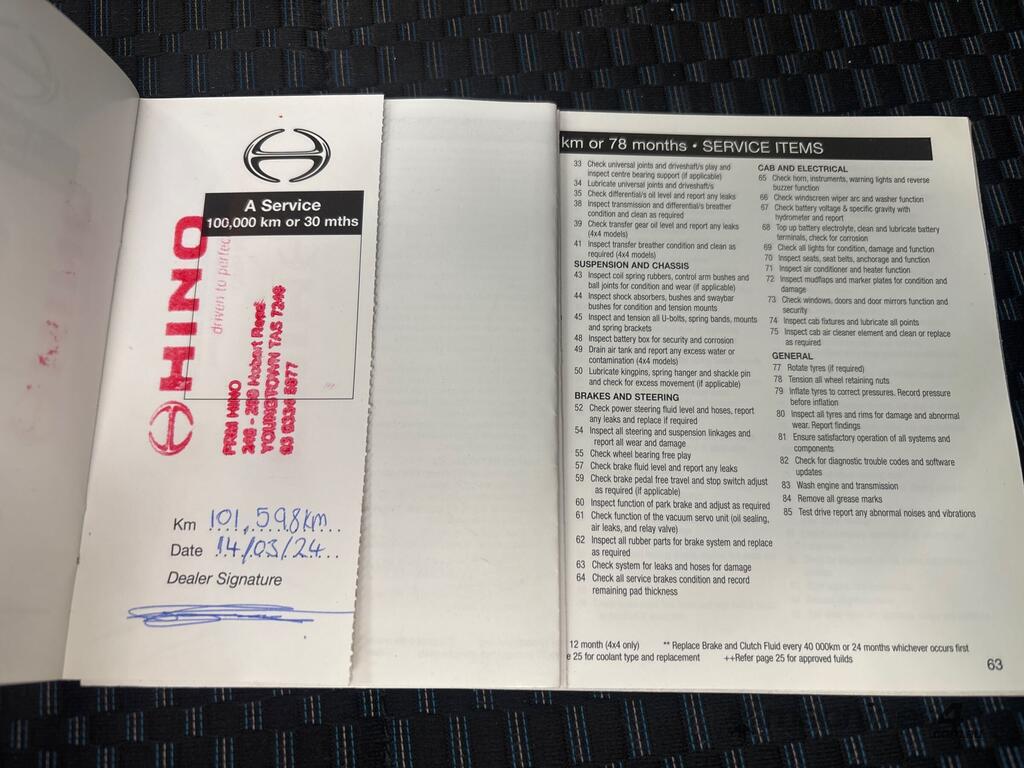 A Service
100,000 km or 30 mths
HINO
driven to perfec
PRM HINO
Hobart Road
YOUNGTOWN TAS 7249
03 6334 5977
Km 101,598km
Date 14/03/24
Dealer Signature
km or 78 months • SERVICE ITEMS
33 Check universal joints and driveshaft/s play and
inspect centre bearing support (if applicable)
34 Lubricate universal joints and driveshaft/s
35 Check differential/s oil level and report any leaks
38 Inspect transmission and differential/s breather
condition and clean as required
39 Check transfer gear oil level and report any leaks
(4x4 models)
41 Inspect transfer breather condition and clean as
required (4x4 models)
SUSPENSION AND CHASSIS
43 Inspect coil spring rubbers, control arm bushes and
ball joints for condition and wear (if applicable)
44 Inspect shock absorbers, bushes and swaybar
bushes for condition and tension mounts
45 Inspect and tension all U-bolts, spring bands, mounts
and spring brackets
48 Inspect battery box for security and corrosion
49 Drain air tank and report any excess water or
contamination (4x4 models)
50 Lubricate kingpins, spring hanger and shackle pin
and check for excess movement (if applicable)
BRAKES AND STEERING
52 Check power steering fluid level and hoses, report
any leaks and replace if required
54 Inspect all steering and suspension linkages and
report all wear and damage
55 Check wheel bearing free play
57 Check brake fluid level and report any leaks
59 Check brake pedal free travel and stop switch adjust
as required (if applicable)
60 Inspect function of park brake and adjust as required
61 Check function of the vacuum servo unit (oil sealing,
air leaks, and relay valve)
62 Inspect all rubber parts for brake system and replace
as required
63 Check system for leaks and hoses for damage
64 Check all service brakes condition and record
remaining pad thickness
CAB AND ELECTRICAL
65 Check horn, instruments, warning lights and reverse
buzzer function
66 Check windscreen wiper arc and washer function
67 Check battery voltage & specific gravity with
hydrometer and report
68 Top up battery electrolyte, clean and lubricate battery
terminals, check for corrosion
69 Check all lights for condition, damage and function
70 Inspect seats, seat belts, anchorage and function
71 Inspect air conditioner and heater function
72 Inspect mudflaps and marker plates for condition and
damage
73 Check windows, doors and door mirrors function and
security
74 Inspect cab fixtures and lubricate all points
75 Inspect cab air cleaner element and clean or replace
as required
GENERAL
77 Rotate tyres (if required)
78 Tension all wheel retaining nuts
79 Inflate tyres to correct pressures. Record pressure
before inflation
80 Inspect all tyres and rims for damage and abnormal
wear. Report findings
81 Ensure satisfactory operation of all systems and
components
82 Check for diagnostic trouble codes and software
updates
83 Wash engine and transmission
84 Remove all grease marks
85 Test drive report any abnormal noises and vibrations
12 month (4x4 only) ** Replace Brake and Clutch Fluid every 40 000km or 24 months whichever occurs first
e 25 for coolant type and replacement ++Refer page 25 for approved fuilds
63